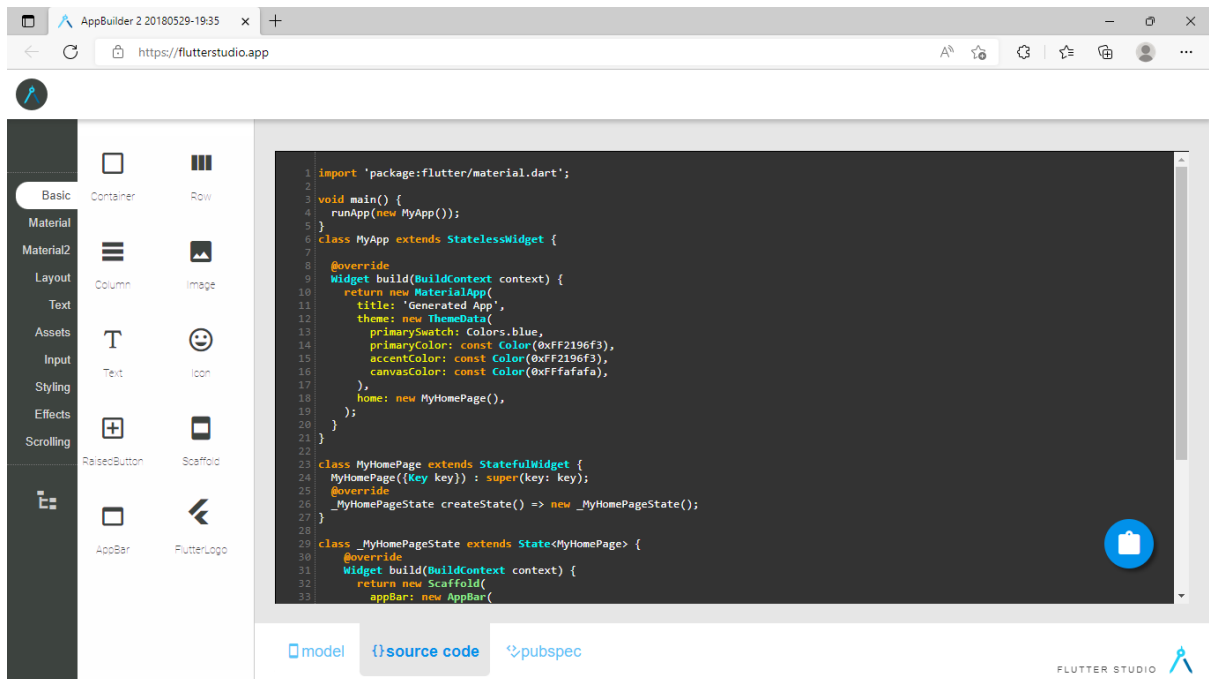 AppBuilder 2 20180529-19:35
https://flutterstudio.app
Basic
Material
Material2
Layout
Text
Assets
Input
Styling
Effects
Scrolling
Container
Row
Column
Image
Text
Icon
RaisedButton
Scaffold
AppBar
FlutterLogo
1 import 'package:flutter/material.dart';
2
3 void main() {
4   runApp(new MyApp());
5 }
6 class MyApp extends StatelessWidget {
7
8   @override
9   Widget build(BuildContext context) {
10     return new MaterialApp(
11       title: 'Generated App',
12       theme: new ThemeData(
13         primarySwatch: Colors.blue,
14         primaryColor: const Color(0xFF2196f3),
15         accentColor: const Color(0xFF2196f3),
16         canvasColor: const Color(0xFFfafafa),
17       ),
18       home: new MyHomePage(),
19     );
20   }
21 }
22
23 class MyHomePage extends StatefulWidget {
24   MyHomePage({Key key}) : super(key: key);
25   @override
26   _MyHomePageState createState() => new _MyHomePageState();
27 }
28
29 class _MyHomePageState extends State<MyHomePage> {
30     @override
31     Widget build(BuildContext context) {
32       return new Scaffold(
33         appBar: new AppBar(
model
{}source code
pubspec
FLUTTER STUDIO